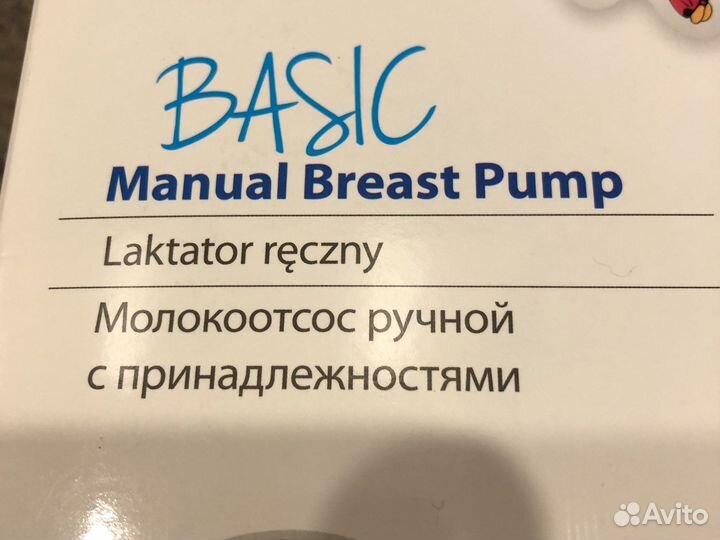 BASIC
Manual Breast Pump
Laktator ręczny
Молокоотсос ручной
с принадлежностями
Avito